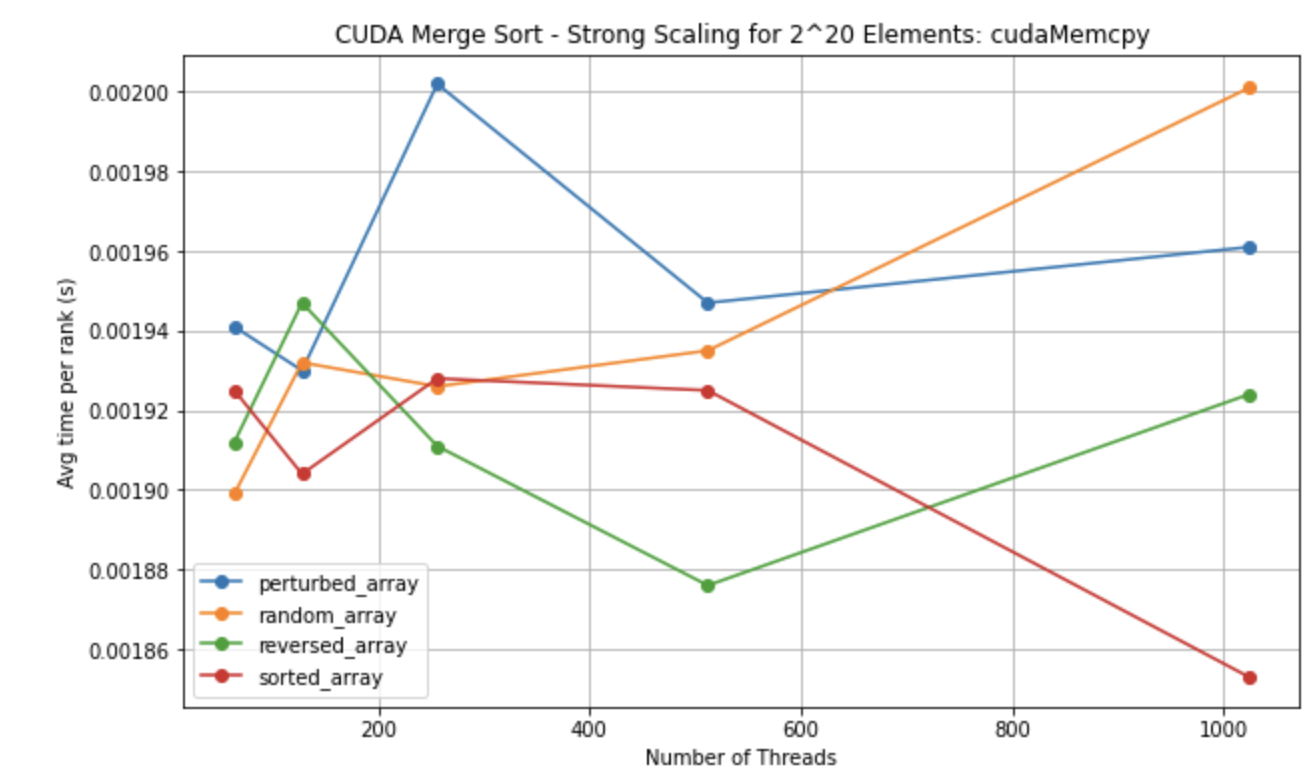 CUDA Merge Sort - Strong Scaling for 2^20 Elements: cudaMemcpy
0.00200
0.00198
0.00196
0.00194
0.00192
0.00190
0.00188
0.00186
Avg time per rank (s)
perturbed_array
random_array
reversed_array
sorted_array
200 400 600 800 1000
Number of Threads